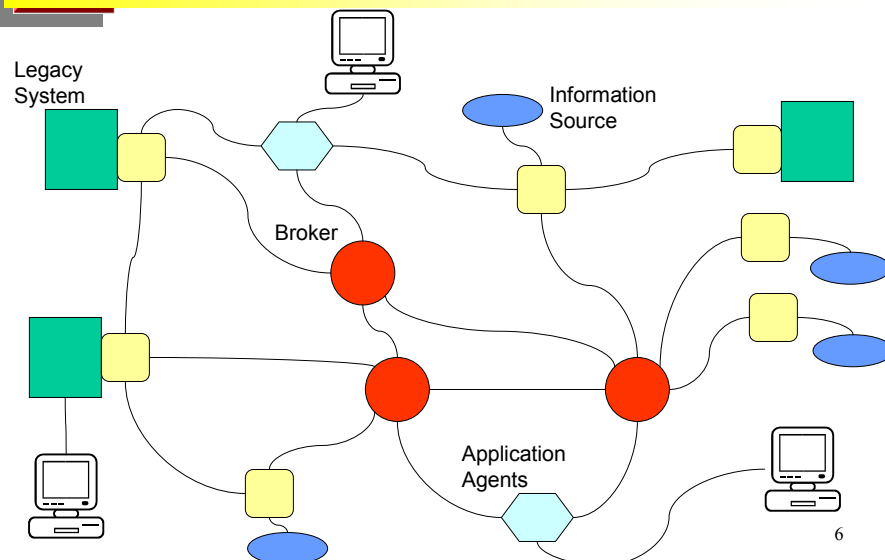 Legacy
System
Information
Source
Broker
Application
Agents
6